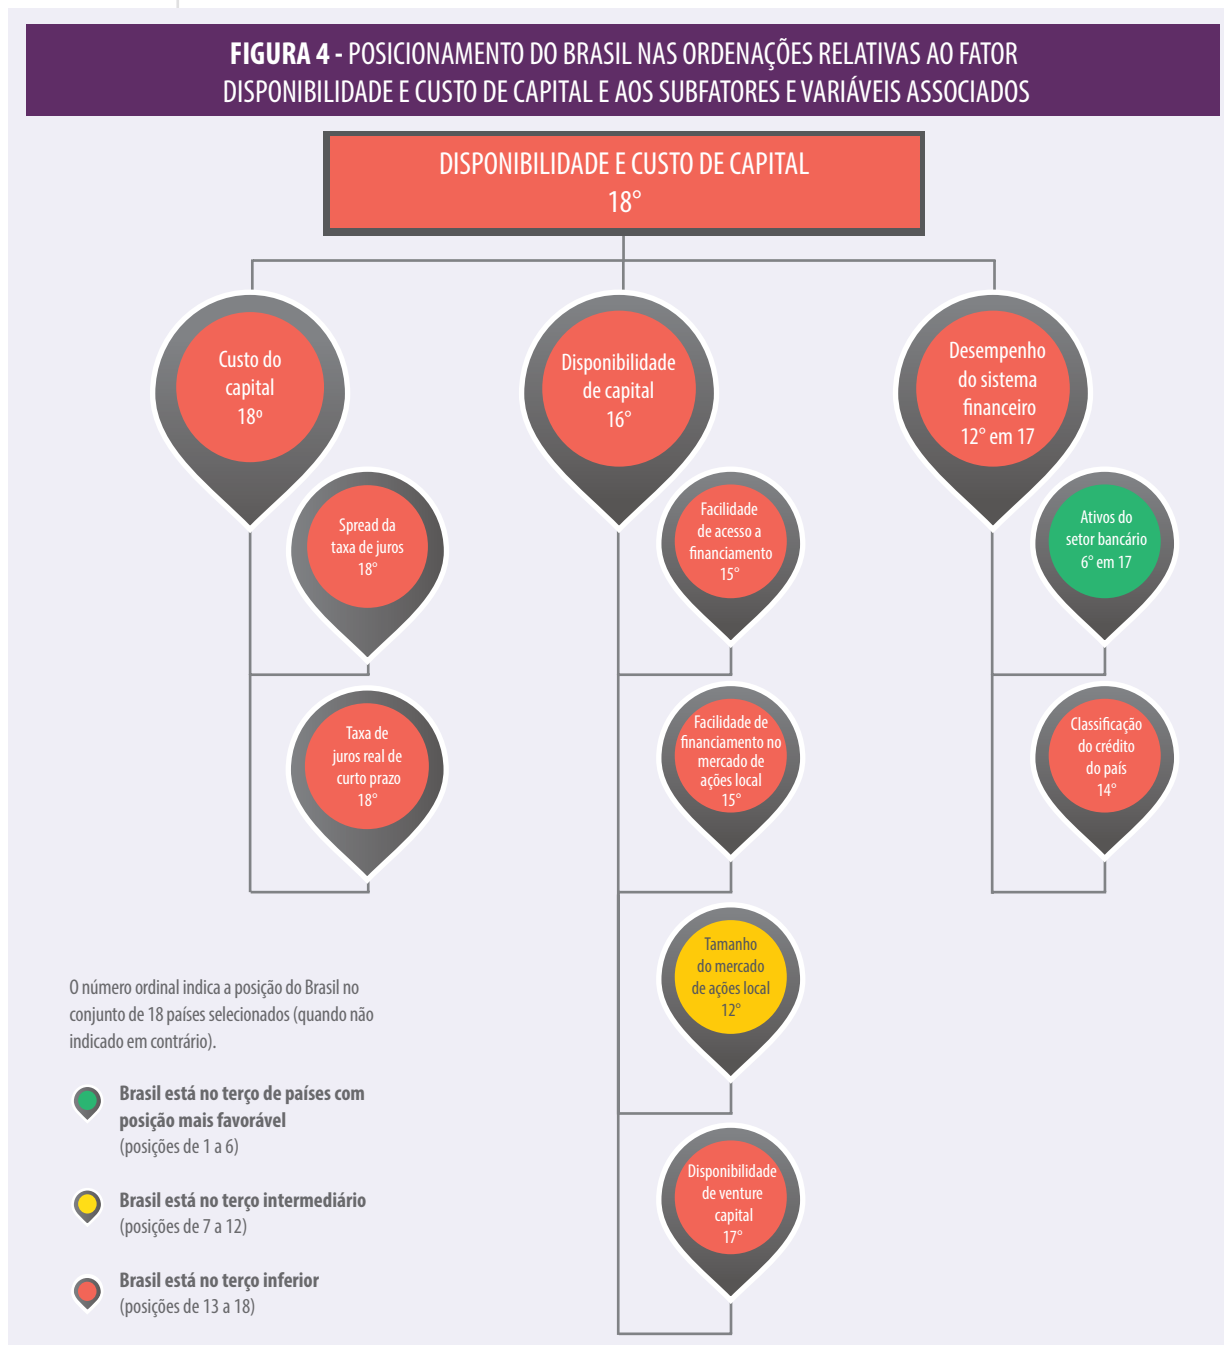 FIGURA 4 - POSICIONAMENTO DO BRASIL NAS ORDENAÇÕES RELATIVAS AO FATOR
DISPONIBILIDADE E CUSTO DE CAPITAL E AOS SUBFATORES E VARIÁVEIS ASSOCIADOS
DISPONIBILIDADE E CUSTO DE CAPITAL
18°
Custo do
capital
18º
Spread da
taxa de juros
18°
Taxa de
juros real de
curto prazo
18°
Disponibilidade
de capital
16°
Facilidade
de acesso a
financiamento
15°
Facilidade de
financiamento no
mercado de
ações local
15°
Tamanho
do mercado
de ações local
12°
Disponibilidade
de venture
capital
17°
Desempenho
do sistema
financeiro
12° em 17
Ativos do
setor bancário
6° em 17
Classificação
do crédito
do país
14°
O número ordinal indica a posição do Brasil no
conjunto de 18 países selecionados (quando não
indicado em contrário).
Brasil está no terço de países com
posição mais favorável
(posições de 1 a 6)
Brasil está no terço intermediário
(posições de 7 a 12)
Brasil está no terço inferior
(posições de 13 a 18)